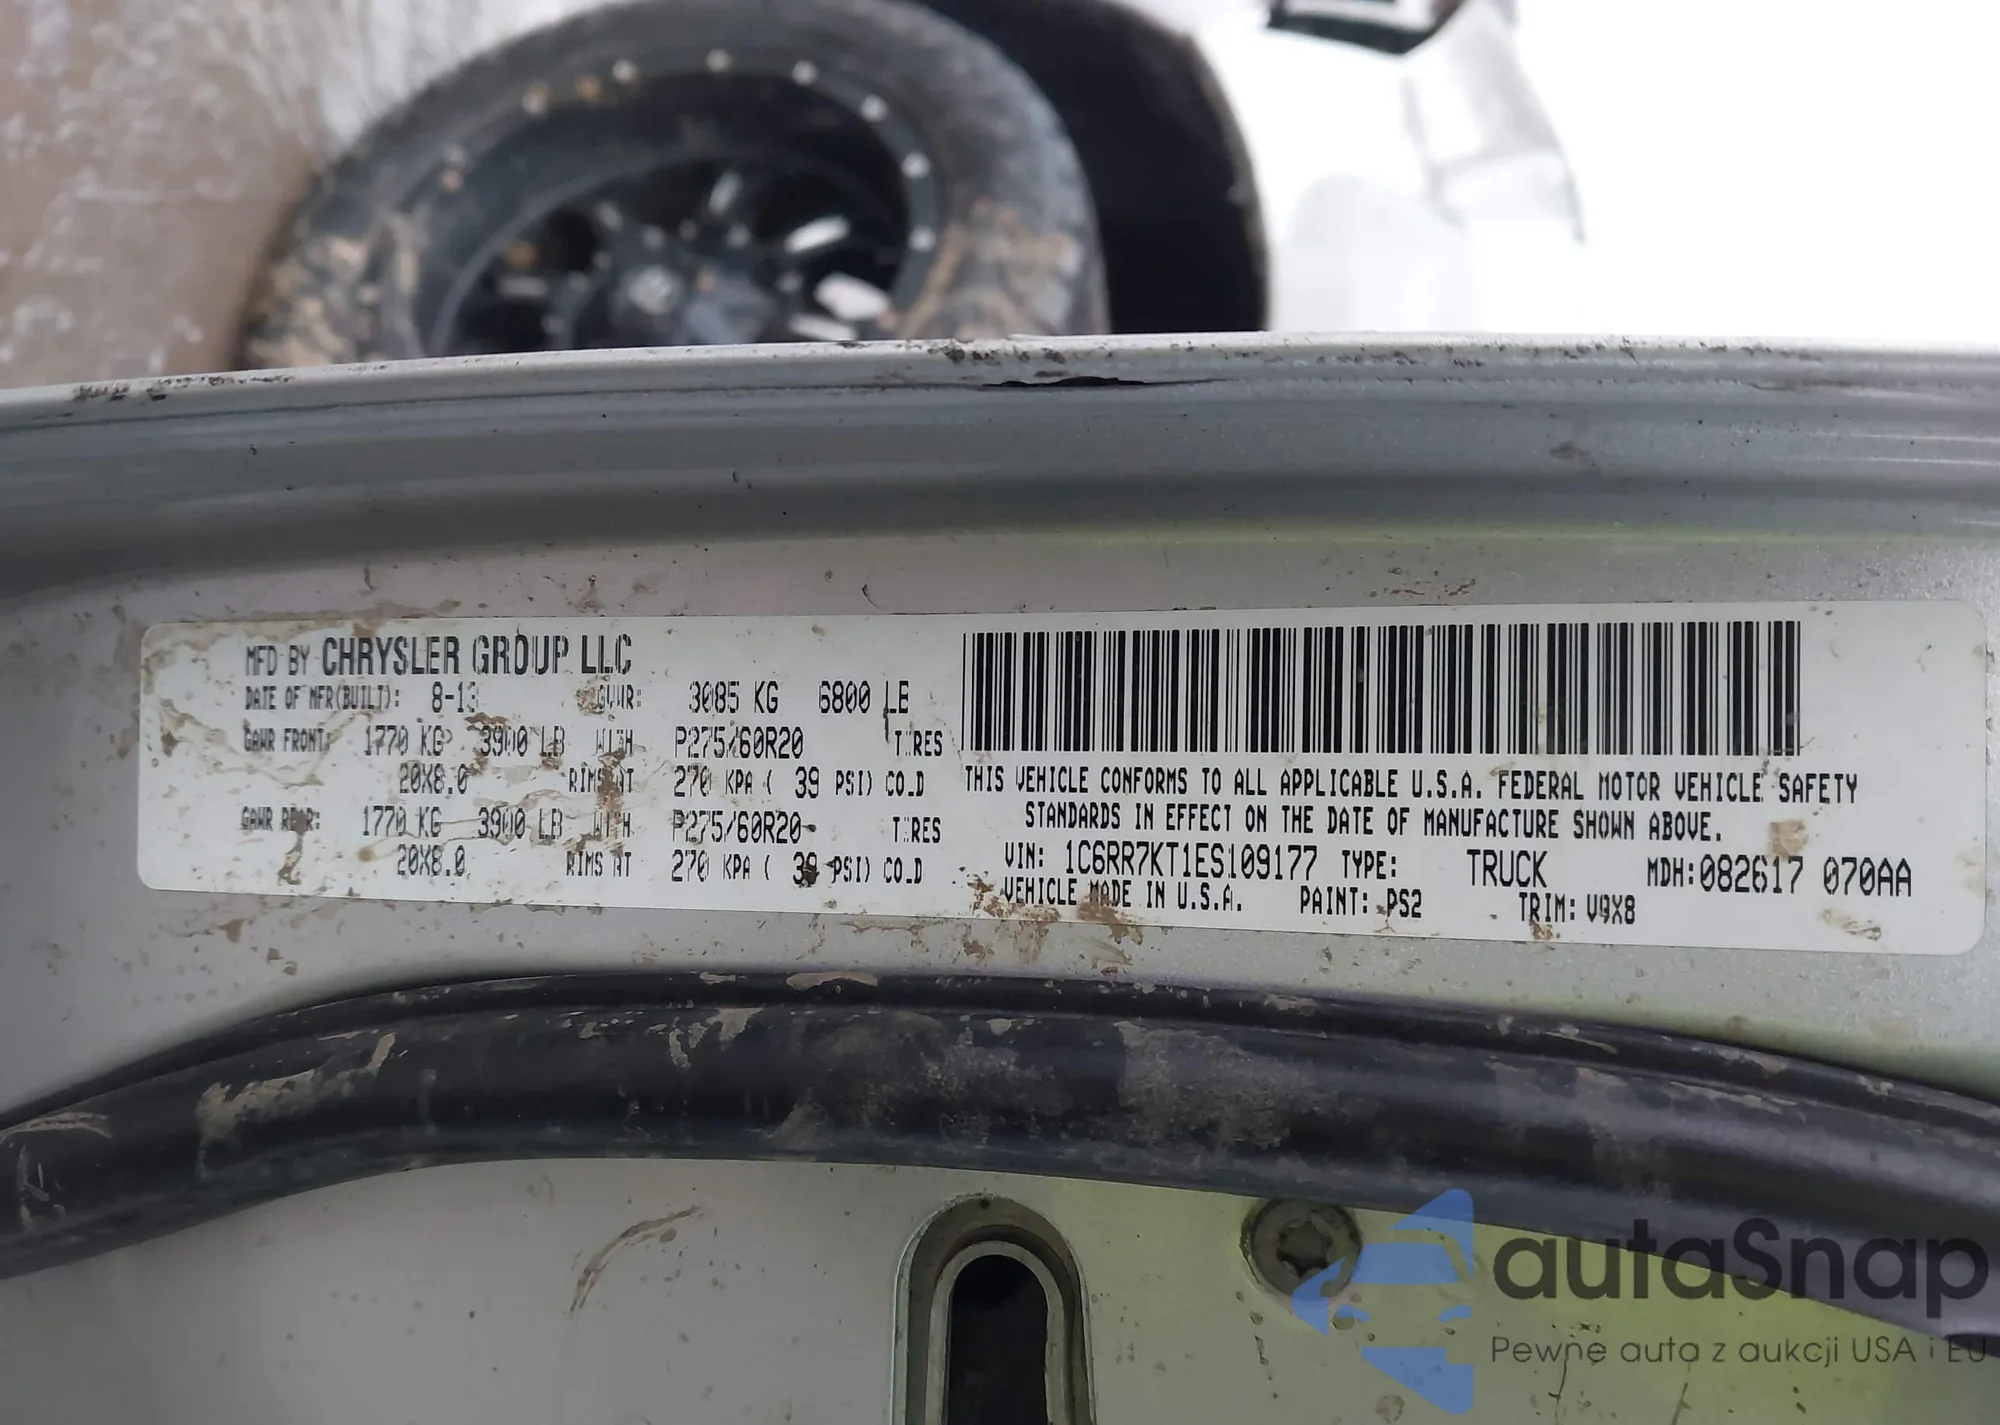 MFD BY CHRYSLER GROUP LLC
DATE OF MFR(BUILT): 8-13 GVWR: 3085 KG 6800 LB
GAWR FRONT: 1770 KG 3900 LB WITH P275/60R20 TIRES
20X8.0 RIMS AT 270 KPA ( 39 PSI) COLD
GAWR REAR: 1770 KG 3900 LB WITH P275/60R20 TIRES
20X8.0 RIMS AT 270 KPA ( 39 PSI) COLD
THIS VEHICLE CONFORMS TO ALL APPLICABLE U.S.A. FEDERAL MOTOR VEHICLE SAFETY
STANDARDS IN EFFECT ON THE DATE OF MANUFACTURE SHOWN ABOVE.
VIN: 1C6RR7KT1ES109177 TYPE: TRUCK MDH:082617 070AA
VEHICLE MADE IN U.S.A. PAINT: PS2 TRIM: V9X8
autoSnap
Pewne auta z aukcji USA i EU